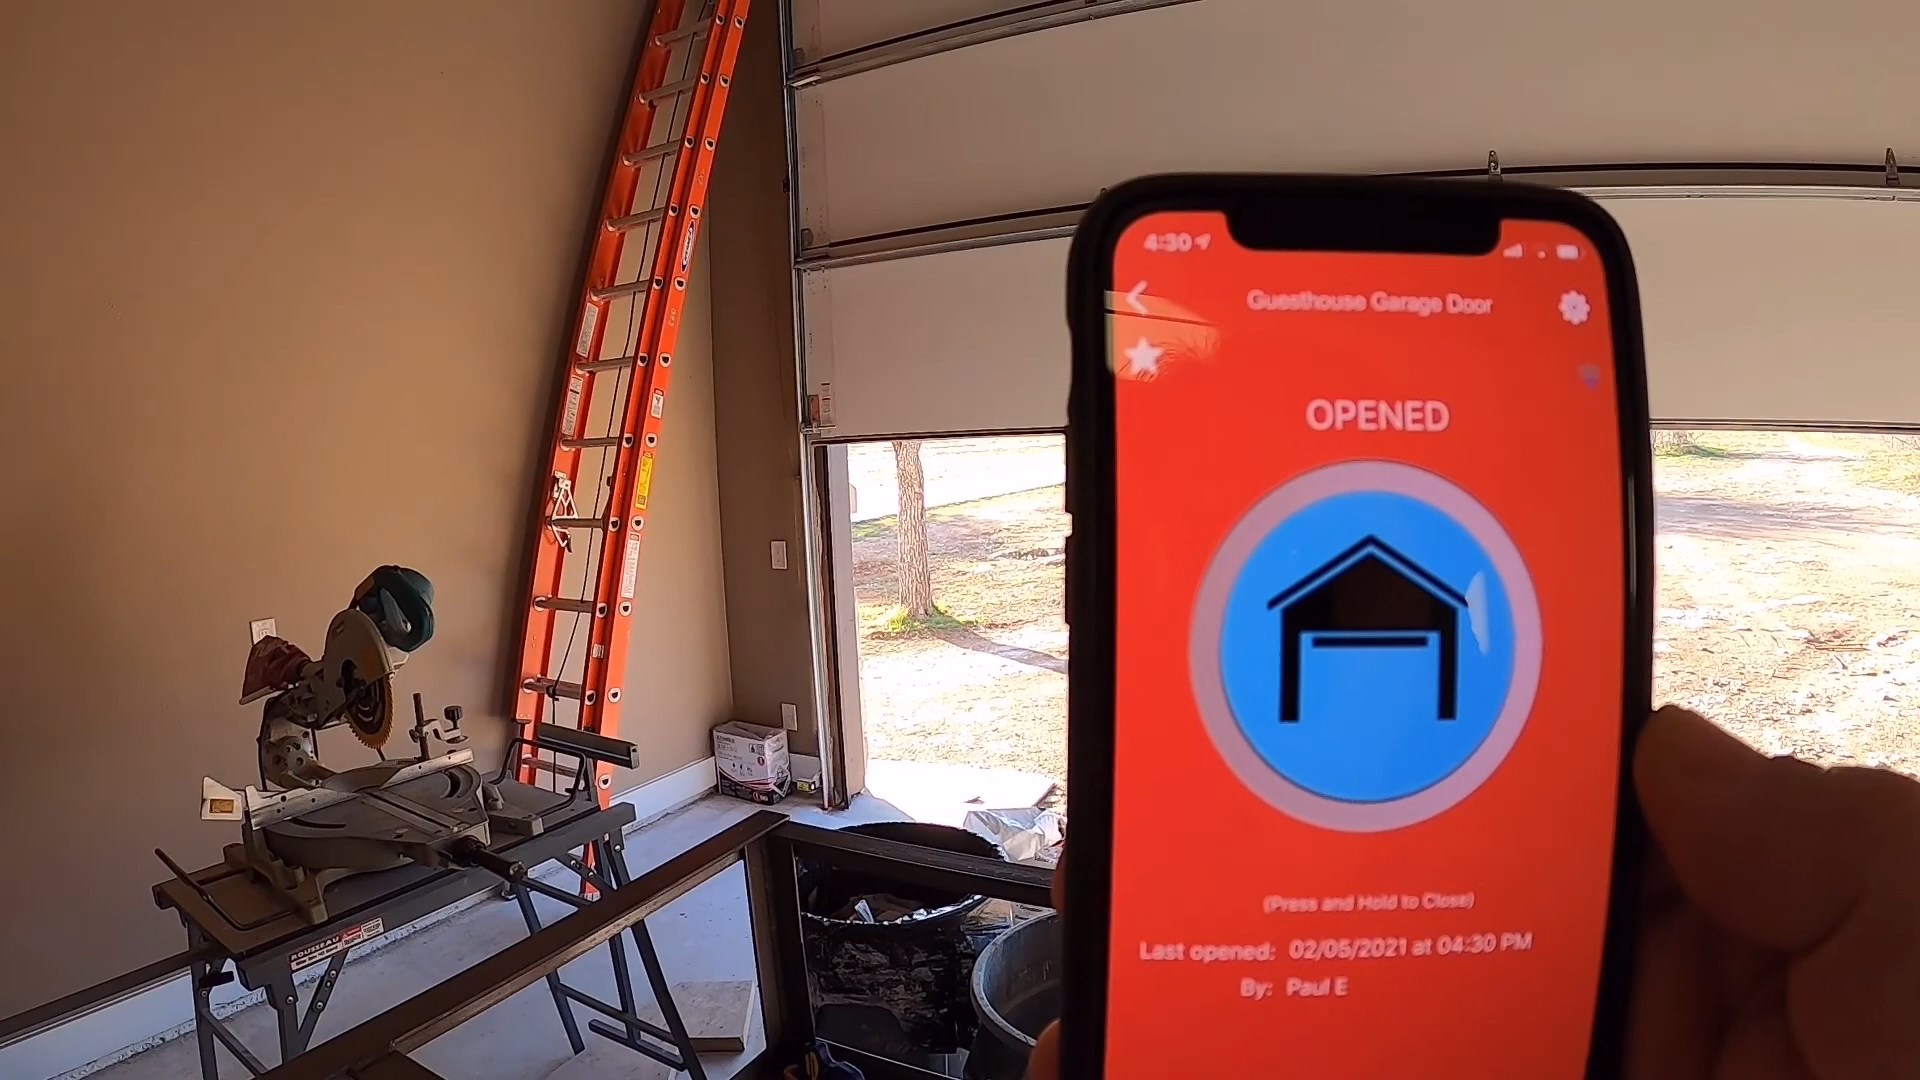 4:30
Guesthouse Garage Door
OPENED
(Press and Hold to Close)
Last opened: 02/05/2021 at 04:30 PM
By: Paul E
ROUSSEAU